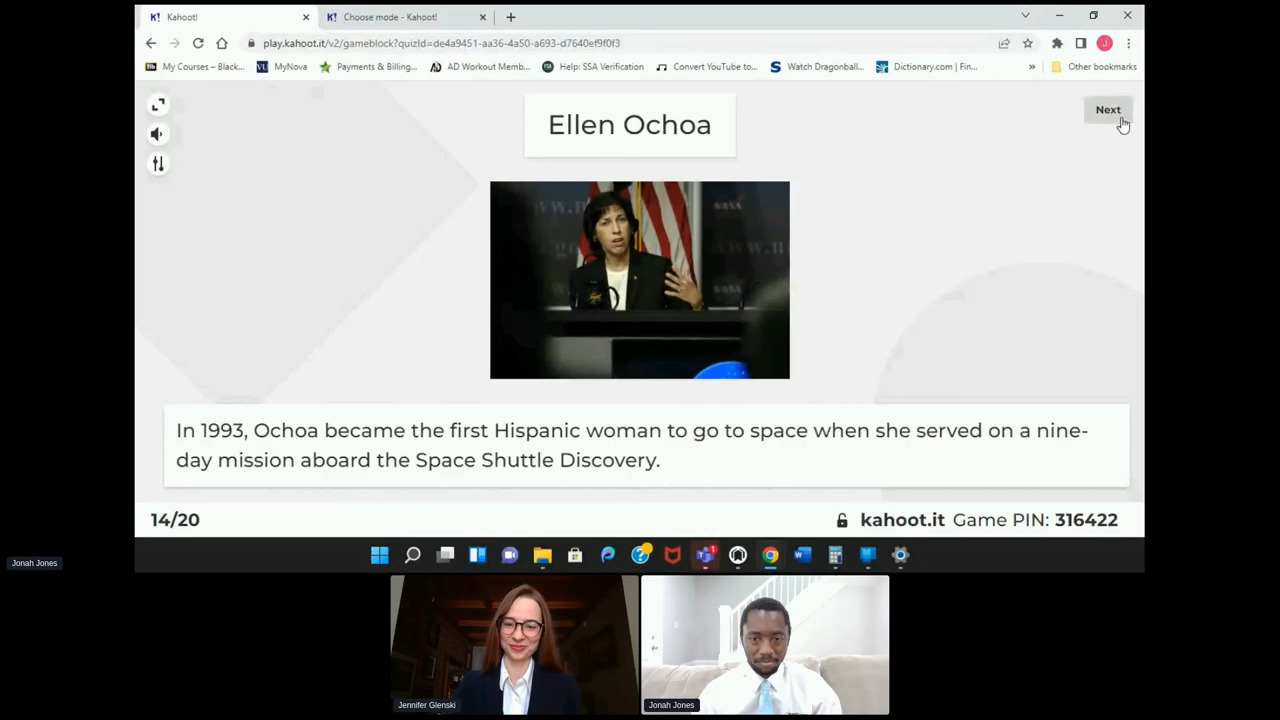 Kahoot!
Choose mode - Kahoot!
play.kahoot.it/v2/gameblock?quizId=de4a9451-aa36-4a50-a693-d7640ef9f0f3
My Courses – Black...
MyNova
Payments & Billing...
AD Workout Memb...
Help: SSA Verification
Convert YouTube to...
Watch Dragonball...
Dictionary.com | Fin...
»
Other bookmarks
Ellen Ochoa
Next
NASA
In 1993, Ochoa became the first Hispanic woman to go to space when she served on a nine-
day mission aboard the Space Shuttle Discovery.
14/20
kahoot.it Game PIN: 316422
Jonah Jones
Jennifer Glenski
Jonah Jones